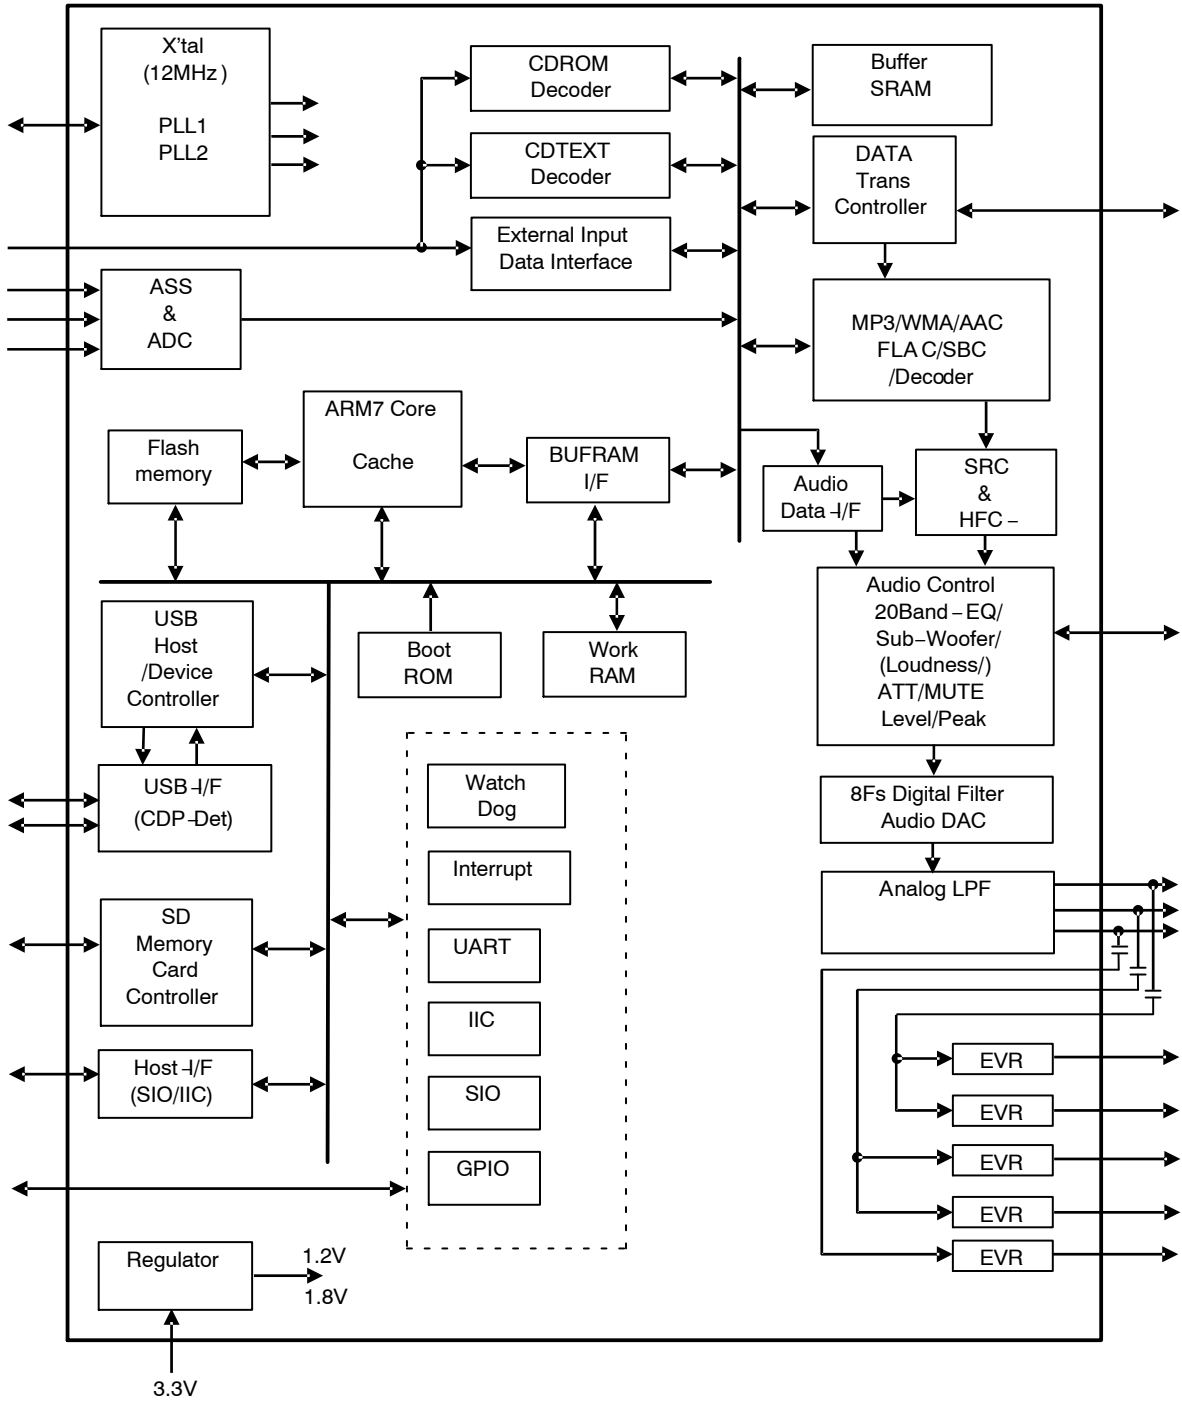 X'tal
(12MHz )
PLL1
PLL2
CDROM
Decoder
CDTEXT
Decoder
External Input
Data Interface
Buffer
SRAM
DATA
Trans
Controller
ASS
&
ADC
MP3/WMA/AAC
FLA C/SBC
/Decoder
ARM7 Core
Cache
Flash
memory
BUFRAM
I/F
Audio
Data -I/F
SRC
&
HFC -
USB
Host
/Device
Controller
Boot
ROM
Work
RAM
Audio Control
20Band - EQ/
Sub-Woofer/
(Loudness/)
ATT/MUTE
Level/Peak
USB -I/F
(CDP -Det)
Watch
Dog
Interrupt
UART
IIC
SIO
GPIO
8Fs Digital Filter
Audio DAC
Analog LPF
SD
Memory
Card
Controller
Host -I/F
(SIO/IIC)
EVR
EVR
EVR
EVR
EVR
Regulator
1.2V
1.8V
3.3V